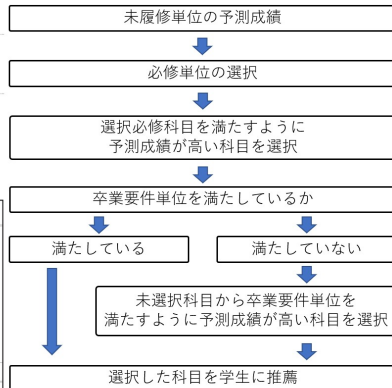 未履修単位の予測成績
必修単位の選択
選択必修科目を満たすように
予測成績が高い科目を選択
卒業要件単位を満たしているか
満たしている
満たしていない
未選択科目から卒業要件単位を
満たすように予測成績が高い科目を選択
選択した科目を学生に推薦